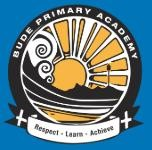 BUDE PRIMARY ACADEMY
Respect - Learn - Achieve